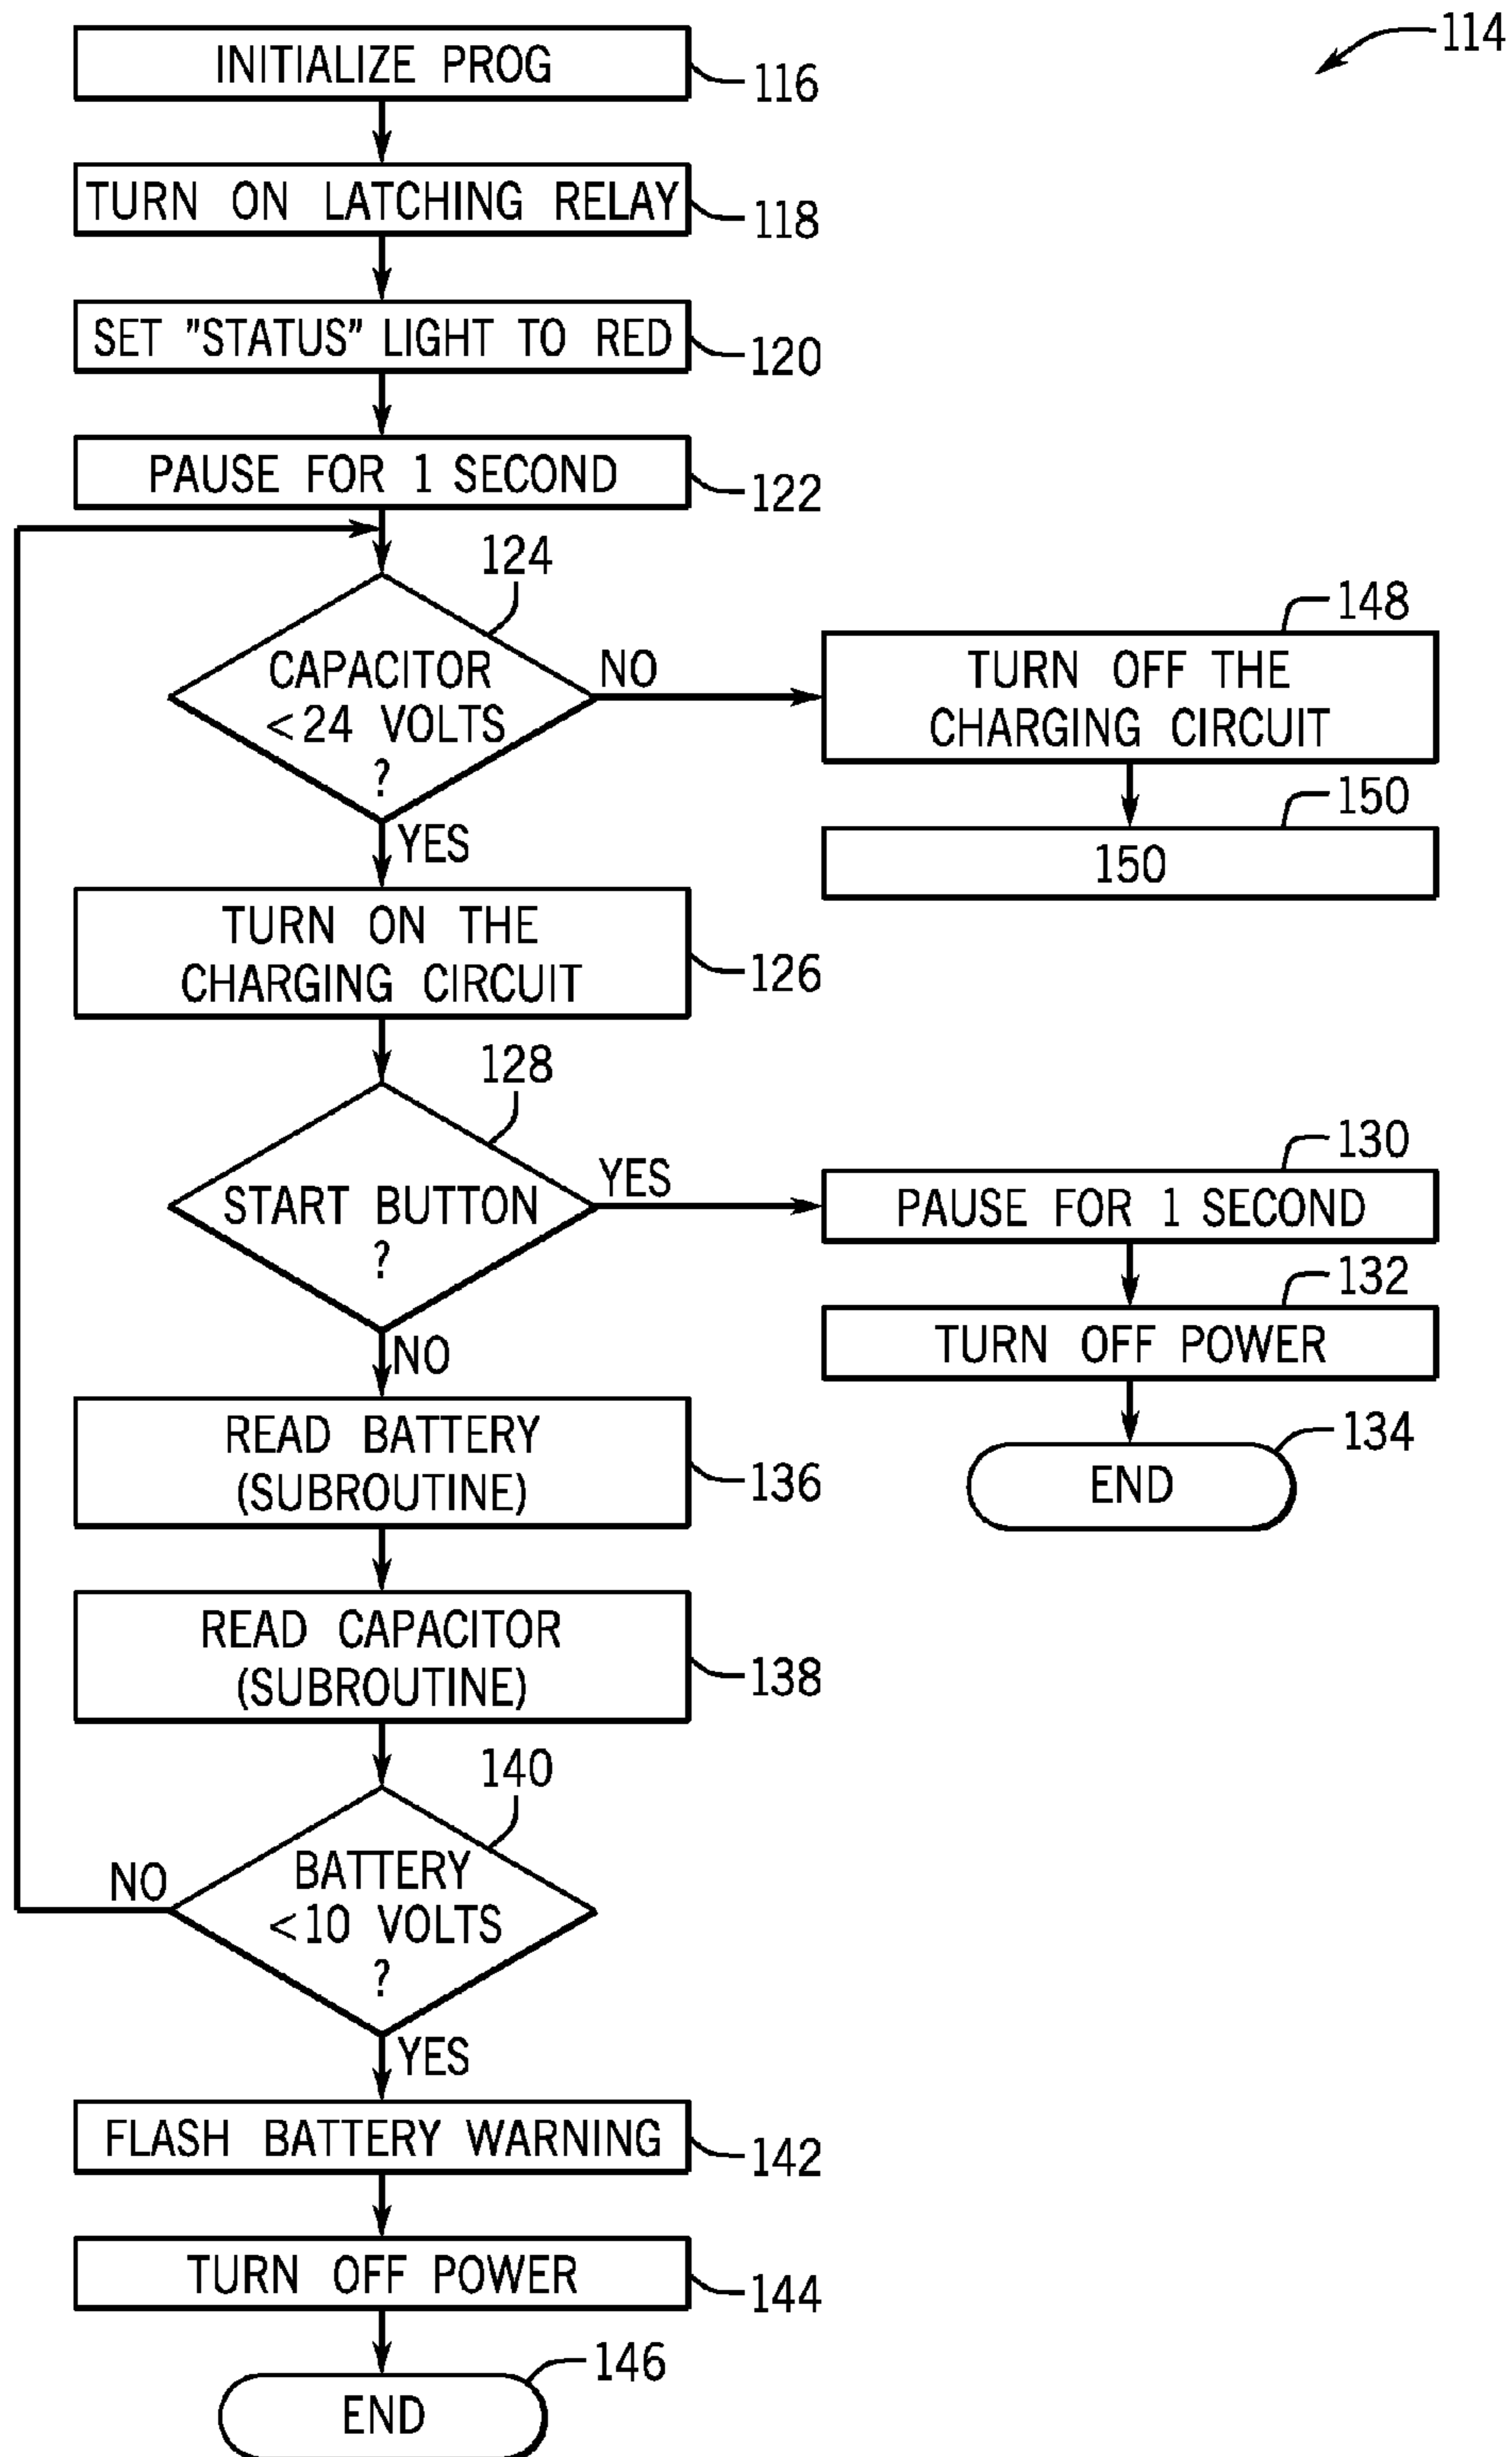 114
INITIALIZE PROG
116
TURN ON LATCHING RELAY
118
SET "STATUS" LIGHT TO RED
120
PAUSE FOR 1 SECOND
122
124
CAPACITOR
<24 VOLTS
?
NO
YES
148
TURN OFF THE
CHARGING CIRCUIT
150
150
TURN ON THE
CHARGING CIRCUIT
126
128
START BUTTON
?
YES
NO
130
PAUSE FOR 1 SECOND
132
TURN OFF POWER
134
END
READ BATTERY
(SUBROUTINE)
136
READ CAPACITOR
(SUBROUTINE)
138
140
BATTERY
<10 VOLTS
?
NO
YES
FLASH BATTERY WARNING
142
TURN OFF POWER
144
146
END